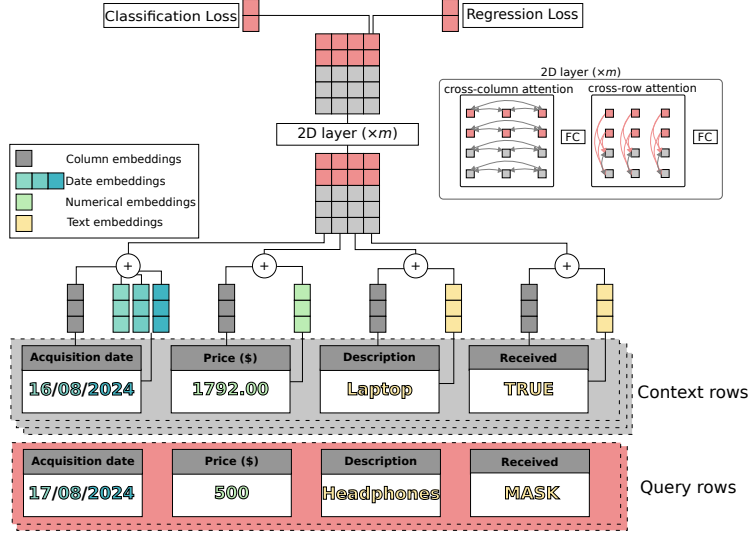 Classification Loss
Regression Loss
2D layer (×m)
cross-column attention
cross-row attention
FC
FC
2D layer (×m)
Column embeddings
Date embeddings
Numerical embeddings
Text embeddings
+
+
+
+
Acquisition date
Price ($)
Description
Received
16/08/2024
1792.00
Laptop
TRUE
Context rows
Acquisition date
Price ($)
Description
Received
17/08/2024
500
Headphones
MASK
Query rows